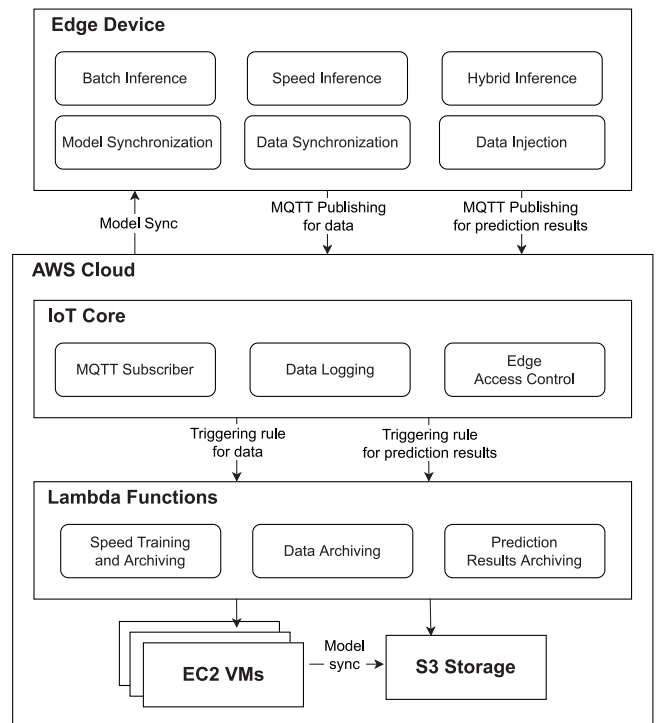 Edge Device
Batch Inference
Speed Inference
Hybrid Inference
Model Synchronization
Data Synchronization
Data Injection
Model Sync
MQTT Publishing
for data
MQTT Publishing
for prediction results
AWS Cloud
IoT Core
MQTT Subscriber
Data Logging
Edge
Access Control
Triggering rule
for data
Triggering rule
for prediction results
Lambda Functions
Speed Training
and Archiving
Data Archiving
Prediction
Results Archiving
EC2 VMs
Model
sync
S3 Storage